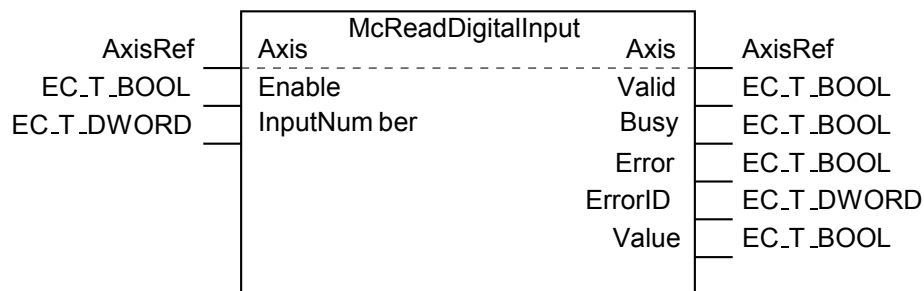 McReadDigitalInput
AxisRef Axis Axis AxisRef
EC_T_BOOL Enable Valid EC_T_BOOL
EC_T_DWORD InputNum ber Busy EC_T_BOOL
Error EC_T_BOOL
ErrorID EC_T_DWORD
Value EC_T_BOOL